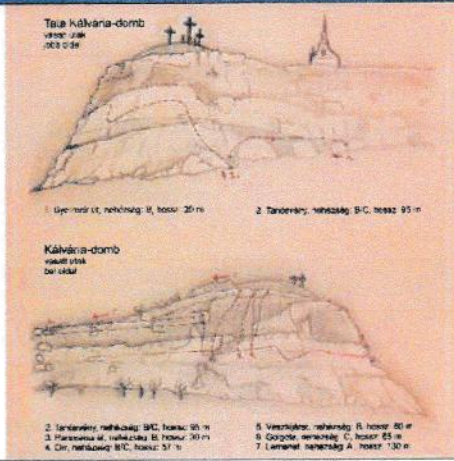 Tata Kálvária-domb
vasalt utak
jobb oldal
1. Gyermek út, nehézség: B, hossz: 20 m
2. Tanösvény, nehézség: B/C, hossz: 95 m
Kálvária-domb
vasalt utak
bal oldal
2. Tanösvény, nehézség: B/C, hossz: 95 m
3. Panoráma út, nehézség: B, hossz: 30 m
4. Om, nehézség: B/C, hossz: 57 m
5. Vészkijárat, nehézség: B, hossz: 60 m
6. Golgota, nehézség: C, hossz: 65 m
7. Lemenet, nehézség: A, hossz: 130 m